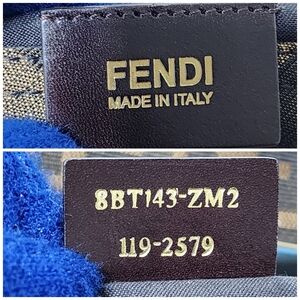 FENDI
MADE IN ITALY
8BT143-ZM2
119-2579